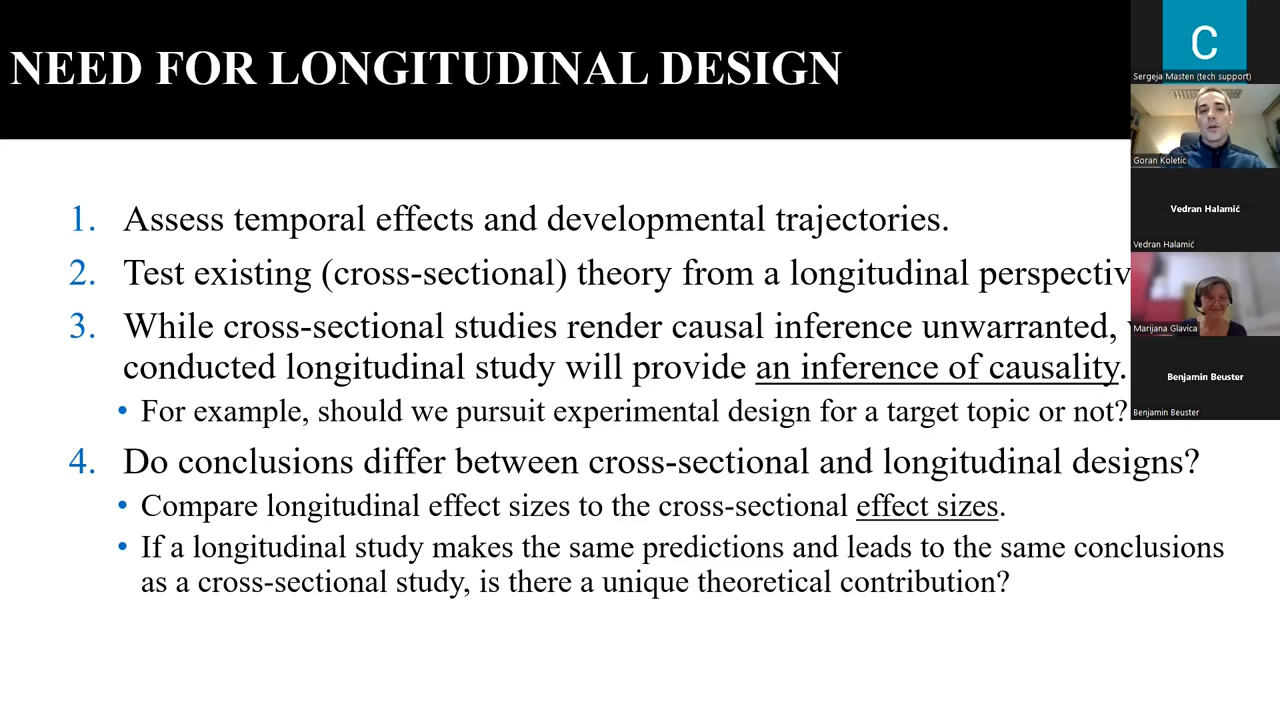 NEED FOR LONGITUDINAL DESIGN
1. Assess temporal effects and developmental trajectories.
2. Test existing (cross-sectional) theory from a longitudinal
3. While cross-sectional studies render causal inference unwarranted,
conducted longitudinal study will provide an inference of causality.
• For example, should we pursuit experimental design for a target topic or not?
4. Do conclusions differ between cross-sectional and longitudinal designs?
• Compare longitudinal effect sizes to the cross-sectional effect sizes.
• If a longitudinal study makes the same predictions and leads to the same conclusions
as a cross-sectional study, is there a unique theoretical contribution?
C
Sergeja Masten (tech support)
Goran Koletic
Vedran Halamić
Vedran Halamić
Marijana Glavica
Benjamin Beuster
Benjamin Beuster